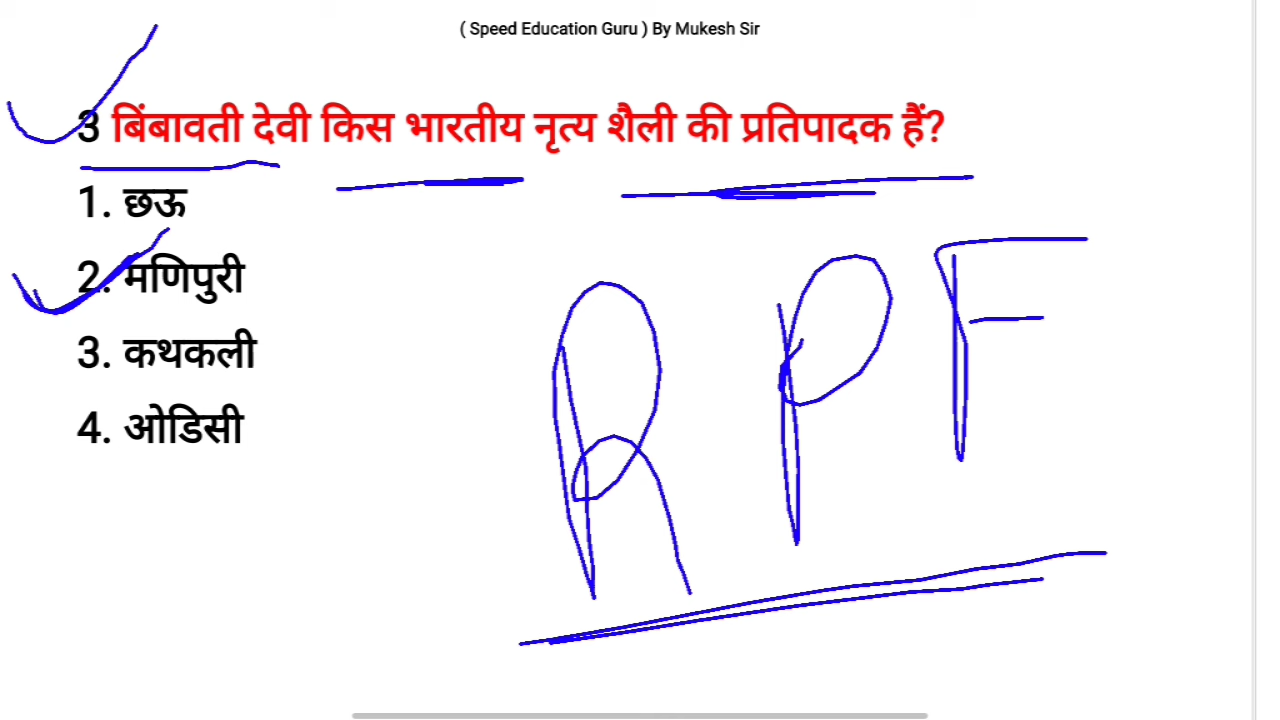 ( Speed Education Guru ) By Mukesh Sir
3 बिंबावती देवी किस भारतीय नृत्य शैली की प्रतिपादक हैं?
1. छऊ
2. मणिपुरी
3. कथकली
4. ओडिसी
RPF